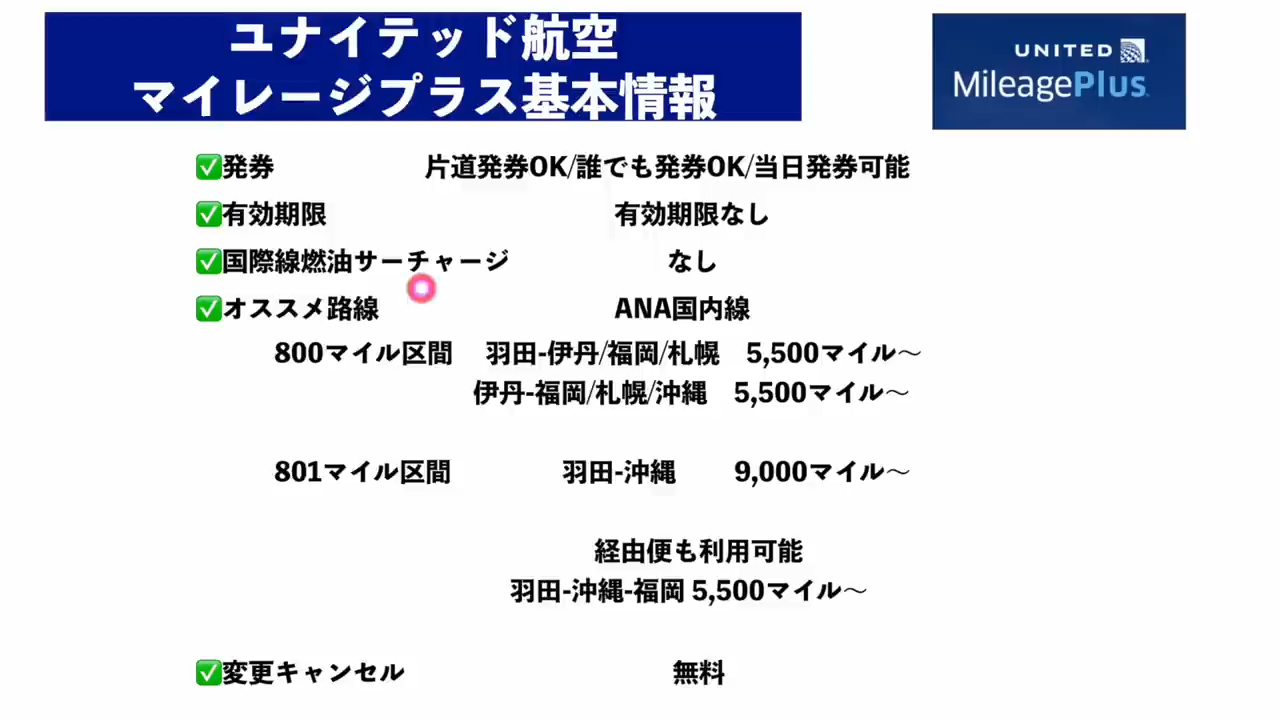 ユナイテッド航空
マイレージプラス基本情報
UNITED
MileagePlus
✅発券 片道発券OK/誰でも発券OK/当日発券可能
✅有効期限 有効期限なし
✅国際線燃油サーチャージ なし
✅オススメ路線 ANA国内線
800マイル区間 羽田-伊丹/福岡/札幌 5,500マイル〜
伊丹-福岡/札幌/沖縄 5,500マイル〜
801マイル区間 羽田-沖縄 9,000マイル〜
経由便も利用可能
羽田-沖縄-福岡 5,500マイル〜
✅変更キャンセル 無料